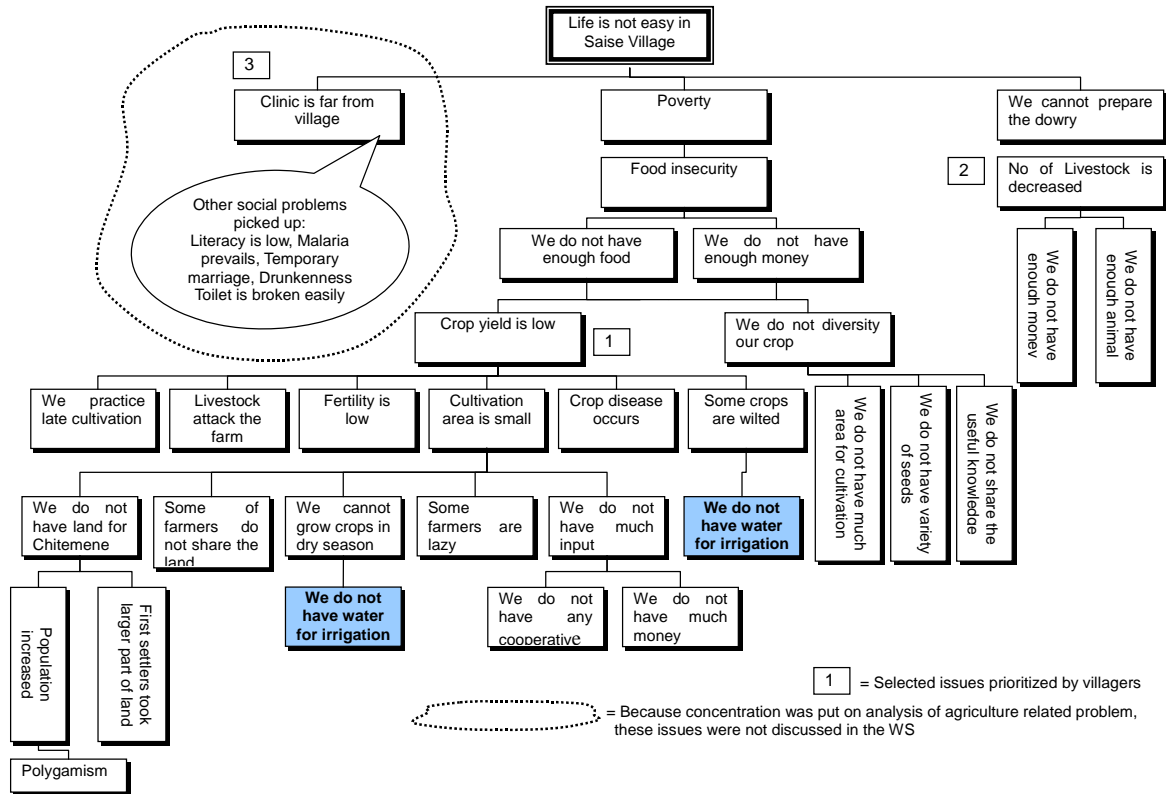 Life is not easy in
Saise Village
3
Clinic is far from
village
Poverty
We cannot prepare
the dowry
Food insecurity
2
No of Livestock is
decreased
Other social problems
picked up:
Literacy is low, Malaria
prevails, Temporary
marriage, Drunkenness
Toilet is broken easily
We do not have
enough food
We do not have
enough money
We do not have
enough money
We do not have
enough animal
Crop yield is low
1
We do not diversity
our crop
We practice
late cultivation
Livestock
attack the
farm
Fertility is
low
Cultivation
area is small
Crop disease
occurs
Some crops
are wilted
We do not have much
area for cultivation
We do not have variety
of seeds
We do not share the
useful knowledge
We do not
have land for
Chitemene
Some of
farmers do
not share the
land
We cannot
grow crops in
dry season
Some
farmers are
lazy
We do not
have much
input
We do not
have water
for irrigation
Population
increased
First settlers took
larger part of land
We do not
have water
for irrigation
We do not
have any
cooperative
We do not
have much
money
Polygamism
1 = Selected issues prioritized by villagers
= Because concentration was put on analysis of agriculture related problem,
these issues were not discussed in the WS